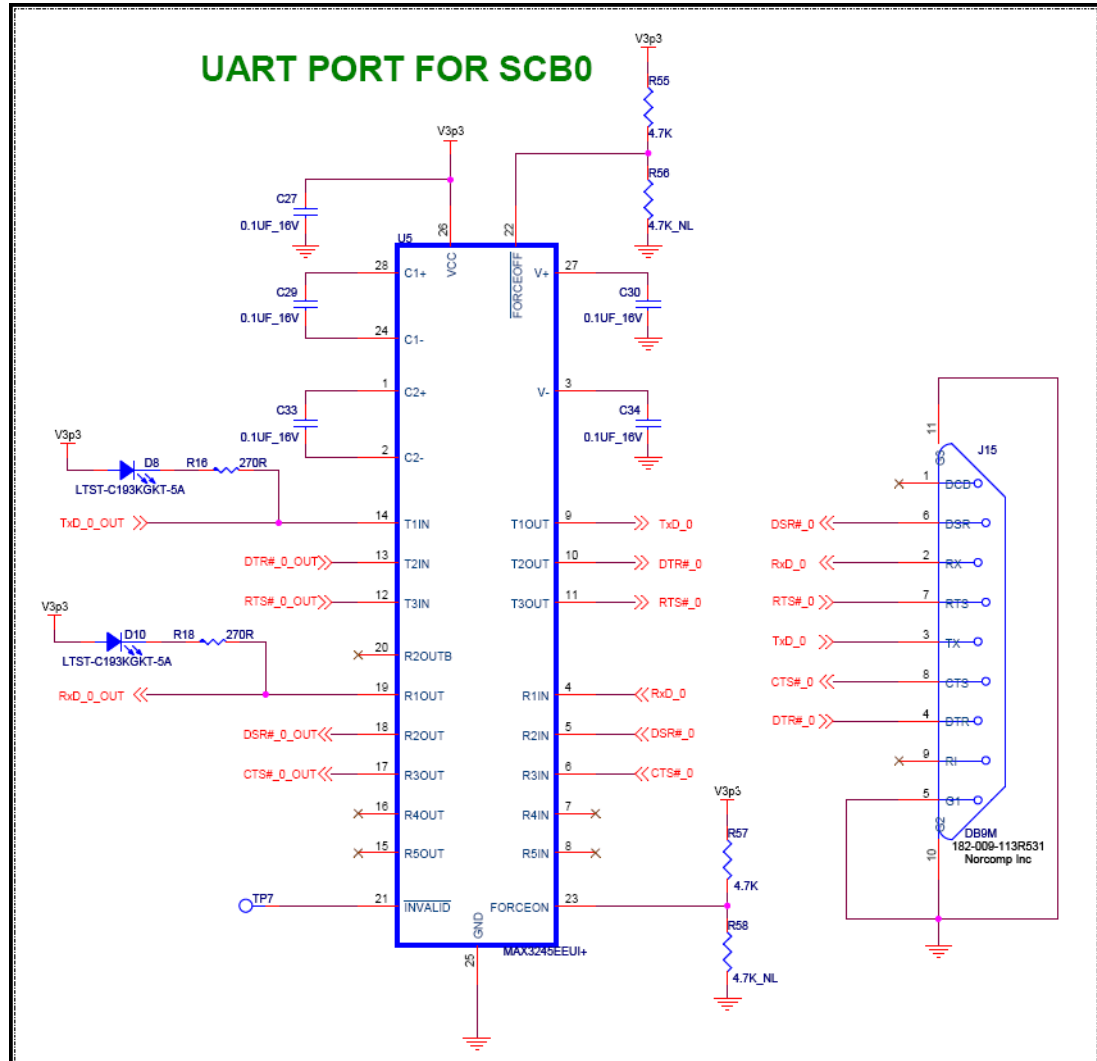 UART PORT FOR SCB0
V3p3
R55
4.7K
R56
4.7K_NL
V3p3
C27
0.1UF_16V
26
22
U5
VCC
FORCEOFF
28
C1+
V+
27
C29
0.1UF_16V
C30
0.1UF_16V
24
C1-
1
C2+
V-
3
C33
0.1UF_16V
C34
0.1UF_16V
2
C2-
V3p3
D8
R16
270R
LTST-C193KGKT-5A
TxD_0_OUT
14
T1IN
T1OUT
9
TxD_0
DTR#_0_OUT
13
T2IN
T2OUT
10
DTR#_0
RTS#_0_OUT
12
T3IN
T3OUT
11
RTS#_0
V3p3
D10
R18
270R
LTST-C193KGKT-5A
20
R2OUTB
RxD_0_OUT
19
R1OUT
R1IN
4
RxD_0
DSR#_0_OUT
18
R2OUT
R2IN
5
DSR#_0
CTS#_0_OUT
17
R3OUT
R3IN
6
CTS#_0
16
R4OUT
R4IN
7
15
R5OUT
R5IN
8
TP7
21
INVALID
FORCEON
23
GND
25
MAX3245EEUI+
V3p3
R57
4.7K
R58
4.7K_NL
11
G3
J15
1
DCD
DSR#_0
6
DSR
RxD_0
2
RX
RTS#_0
7
RTS
TxD_0
3
TX
CTS#_0
8
CTS
DTR#_0
4
DTR
9
RI
5
G1
G2
10
DB9M
182-009-113R531
Norcomp Inc